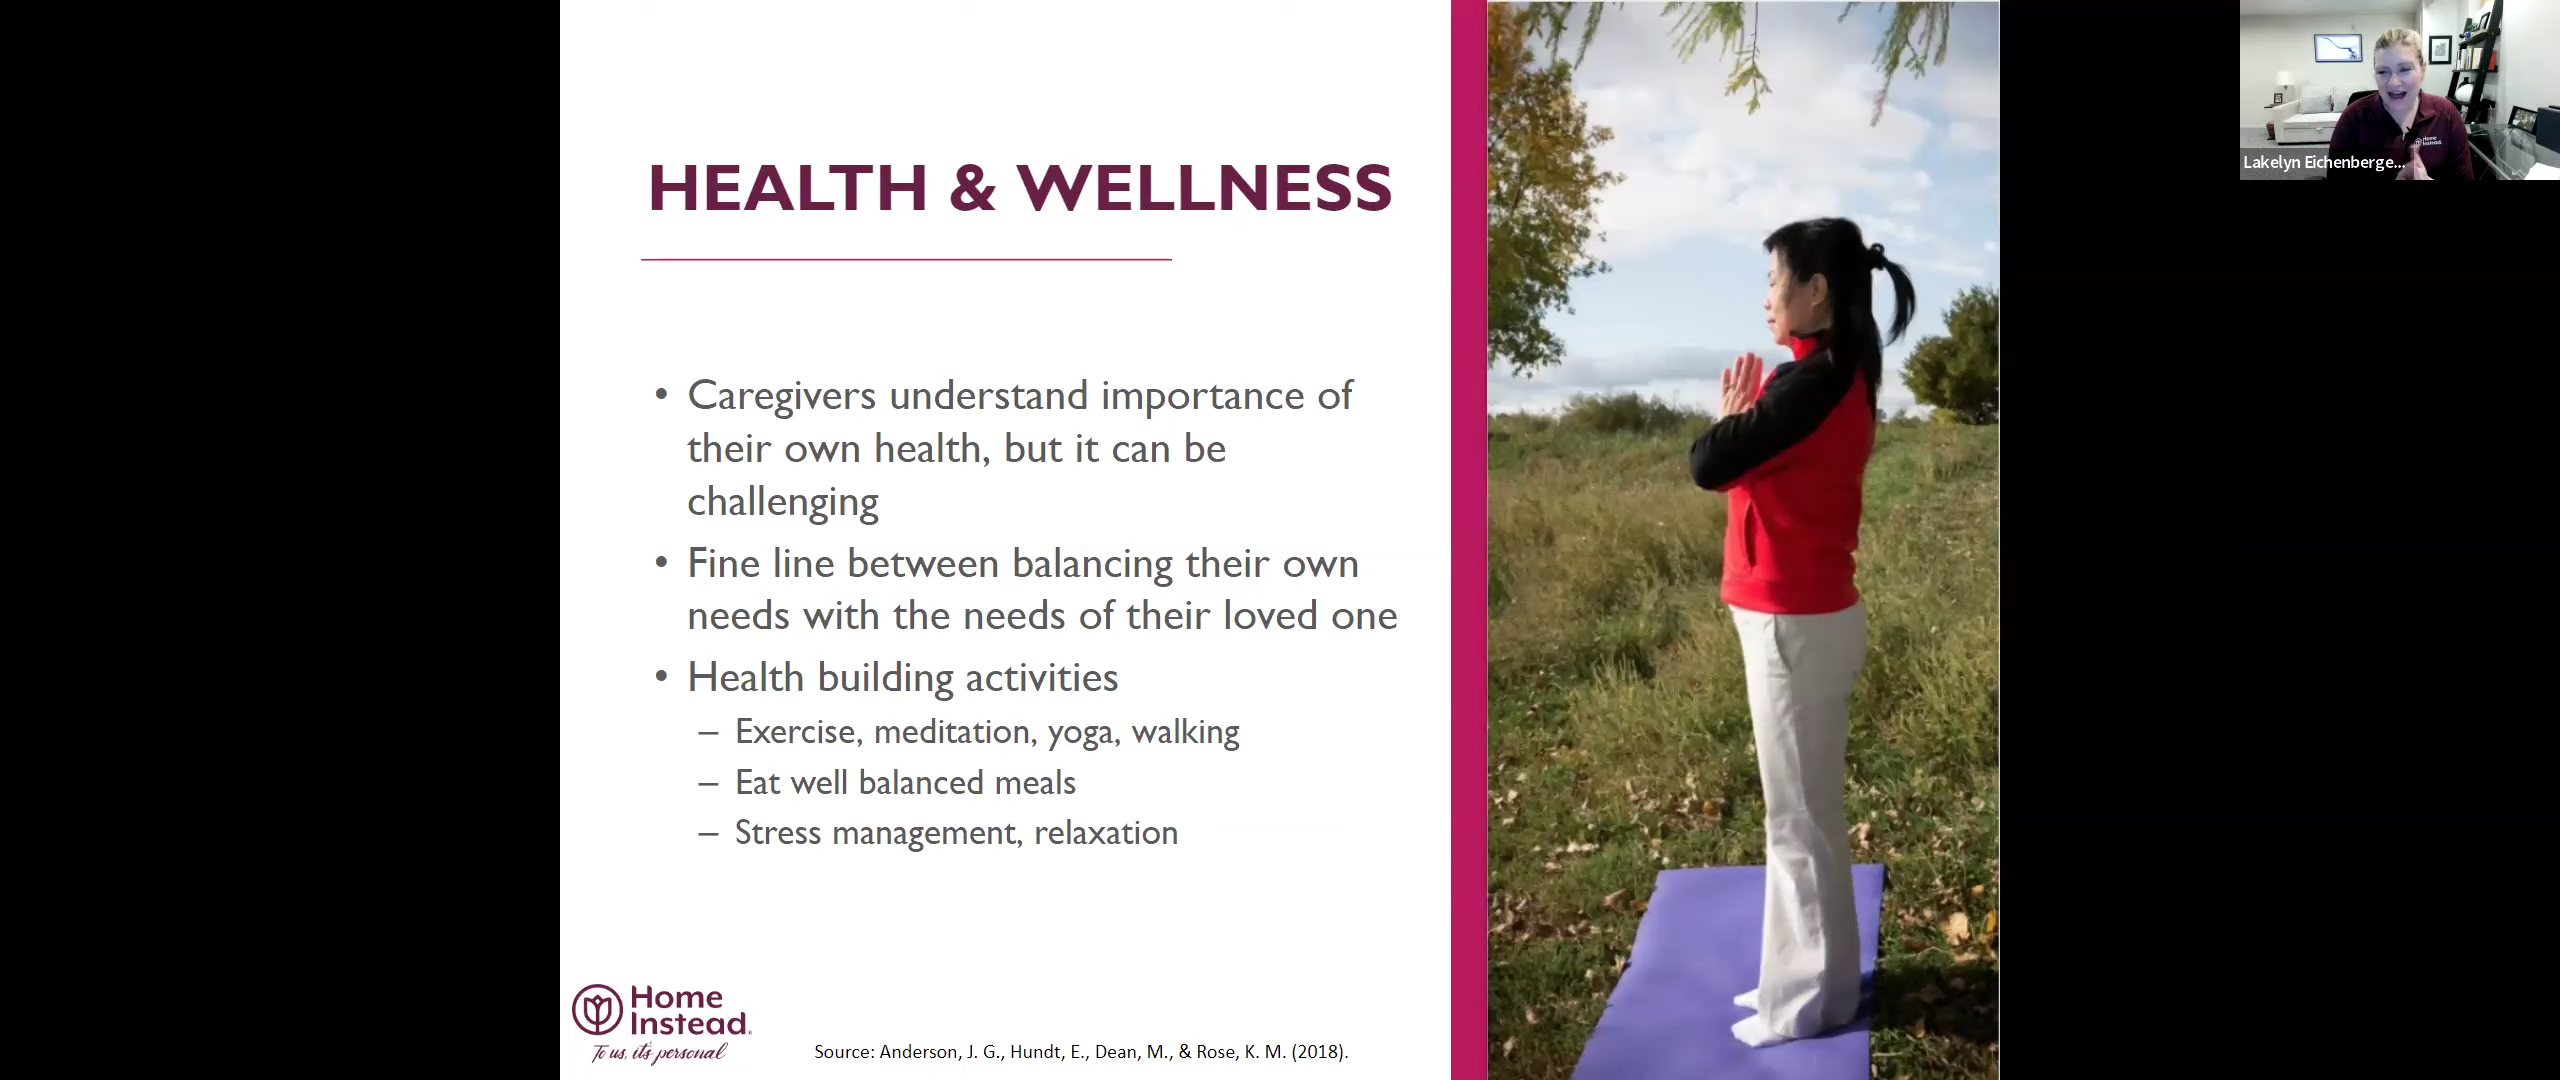 HEALTH & WELLNESS
• Caregivers understand importance of
their own health, but it can be
challenging
• Fine line between balancing their own
needs with the needs of their loved one
• Health building activities
– Exercise, meditation, yoga, walking
– Eat well balanced meals
– Stress management, relaxation
Home
Instead.
To us, it's personal
Source: Anderson, J. G., Hundt, E., Dean, M., & Rose, K. M. (2018).
Home
Instead.
Lakelyn Eichenberge...